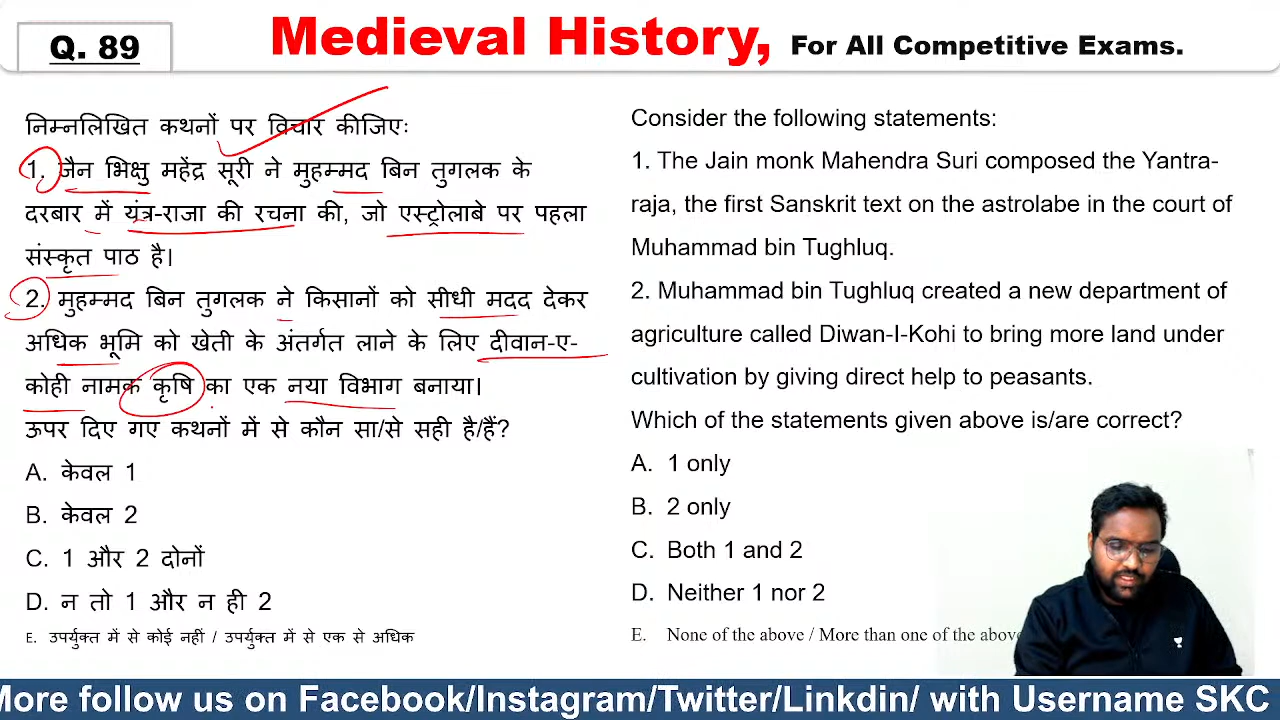 Q. 89
Medieval History, For All Competitive Exams.
निम्नलिखित कथनों पर विचार कीजिएः
1. जैन भिक्षु महेंद्र सूरी ने मुहम्मद बिन तुगलक के
दरबार में यंत्र-राजा की रचना की, जो एस्ट्रोलाबे पर पहला
संस्कृत पाठ है।
2. मुहम्मद बिन तुगलक ने किसानों को सीधी मदद देकर
अधिक भूमि को खेती के अंतर्गत लाने के लिए दीवान-ए-
कोही नामक कृषि का एक नया विभाग बनाया।
ऊपर दिए गए कथनों में से कौन सा/से सही है/हैं?
A. केवल 1
B. केवल 2
C. 1 और 2 दोनों
D. न तो 1 और न ही 2
E. उपर्युक्त में से कोई नहीं / उपर्युक्त में से एक से अधिक
Consider the following statements:
1. The Jain monk Mahendra Suri composed the Yantra-
raja, the first Sanskrit text on the astrolabe in the court of
Muhammad bin Tughluq.
2. Muhammad bin Tughluq created a new department of
agriculture called Diwan-I-Kohi to bring more land under
cultivation by giving direct help to peasants.
Which of the statements given above is/are correct?
A. 1 only
B. 2 only
C. Both 1 and 2
D. Neither 1 nor 2
E. None of the above / More than one of the above
More follow us on Facebook/Instagram/Twitter/Linkdin/ with Username SKC